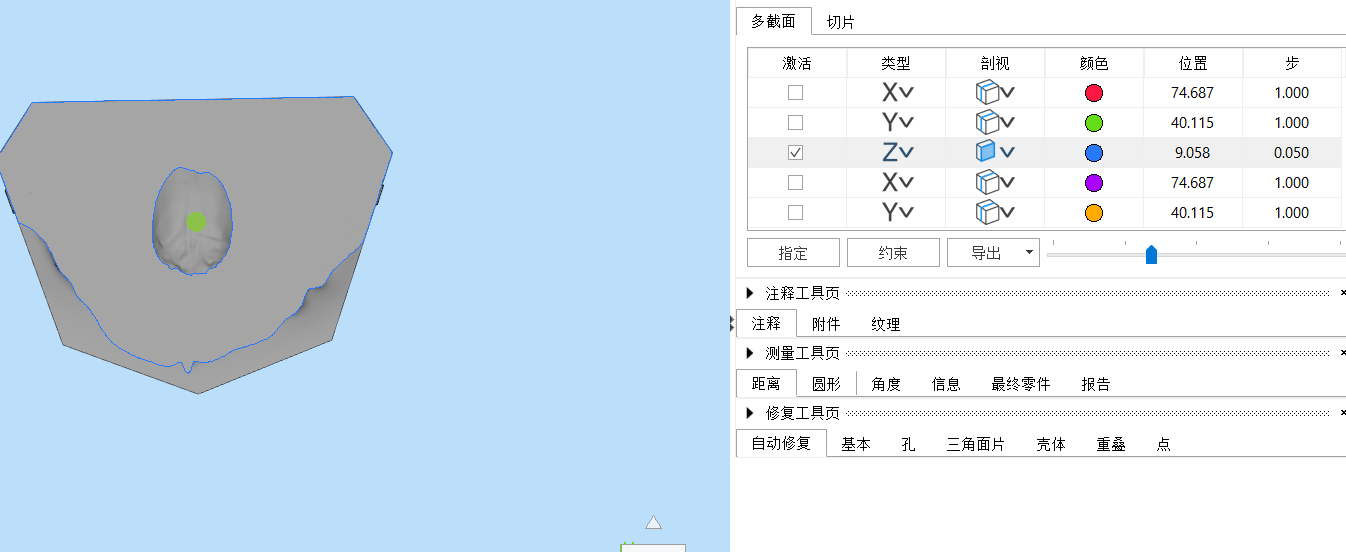 多截面 切片
激活 类型 剖视 颜色 位置 步
X 74.687 1.000
Y 40.115 1.000
Z 9.058 0.050
X 74.687 1.000
Y 40.115 1.000
指定 约束 导出
注释工具页
注释 附件 纹理
测量工具页
距离 圆形 角度 信息 最终零件 报告
修复工具页
自动修复 基本 孔 三角面片 壳体 重叠 点